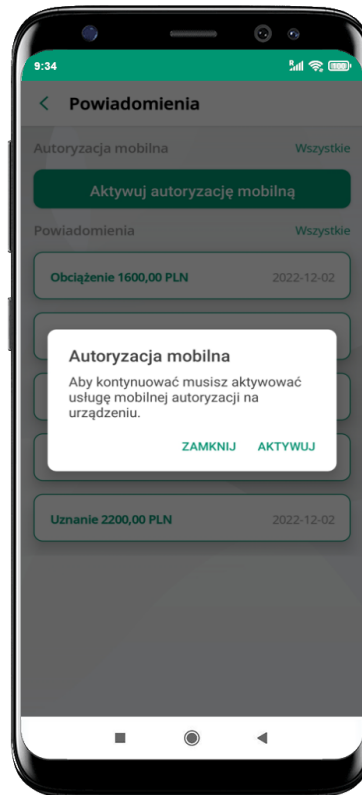 9:34
Powiadomienia
Autoryzacja mobilna Wszystkie
Aktywuj autoryzację mobilną
Powiadomienia Wszystkie
Obciążenie 1600,00 PLN 2022-12-02
Autoryzacja mobilna
Aby kontynuować musisz aktywować
usługę mobilnej autoryzacji na
urządzeniu.
ZAMKNIJ AKTYWUJ
Uznanie 2200,00 PLN 2022-12-02